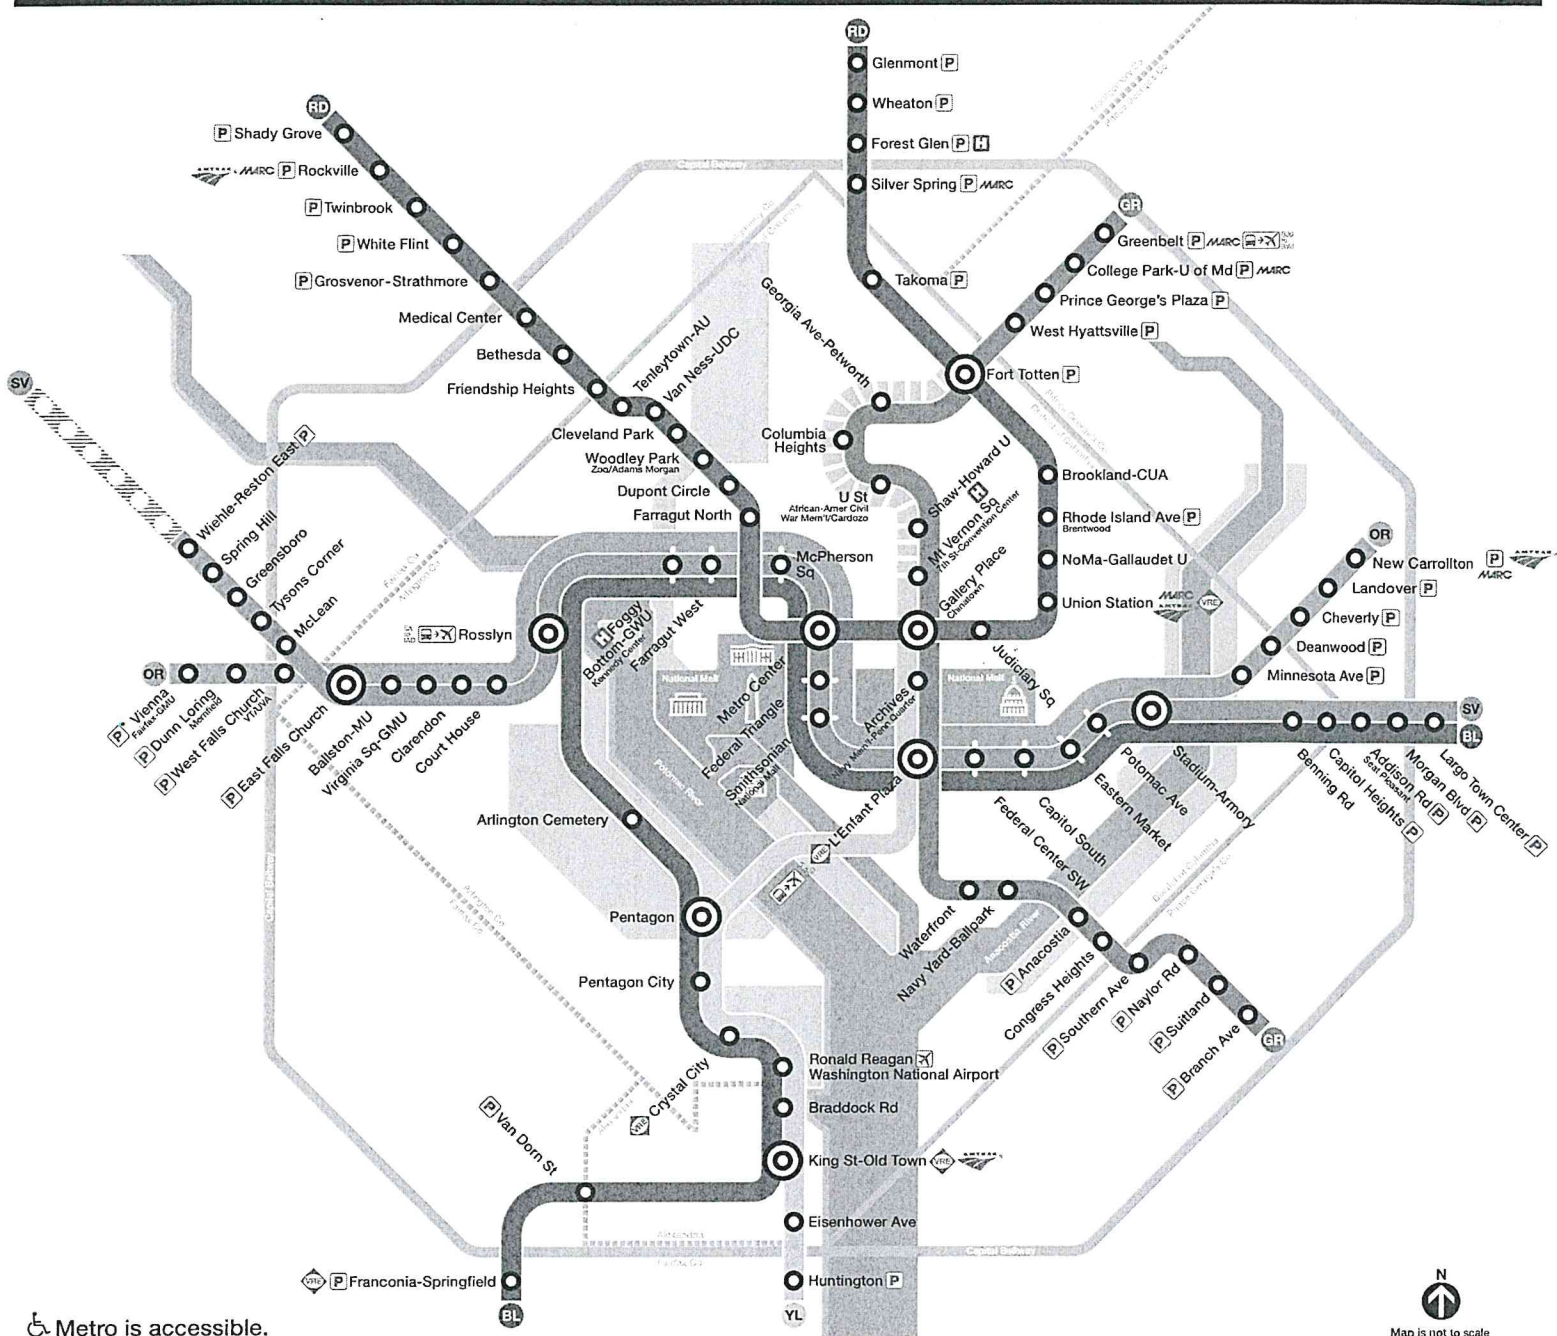 RD
Glenmont P
Wheaton P
Forest Glen P H
Silver Spring P MARC
Takoma P
RD
P Shady Grove
MARC P Rockville
P Twinbrook
P White Flint
P Grosvenor-Strathmore
Medical Center
Bethesda
Friendship Heights
Tenleytown-AU
Van Ness-UDC
Cleveland Park
Woodley Park
Zoo/Adams Morgan
Dupont Circle
Farragut North
Capital Beltway
GR
Greenbelt P MARC
College Park-U of Md P MARC
Prince George's Plaza P
West Hyattsville P
Fort Totten P
Georgia Ave-Petworth
Columbia
Heights
U St
African-Amer Civil
War Mem'l/Cardozo
Shaw-Howard U
H
Mt Vernon Sq
7th St-Convention Center
Gallery Place
Chinatown
Brookland-CUA
Rhode Island Ave P
Brentwood
NoMa-Gallaudet U
Union Station MARC AMTRAK VRE
Judiciary Sq
OR
New Carrollton P
MARC
Landover P
Cheverly P
Deanwood P
Minnesota Ave P
SV
Wiehle-Reston East P
Spring Hill
Greensboro
Tysons Corner
McLean
OR
P Vienna
Fairfax-GMU
P Dunn Loring
Merrifield
P West Falls Church
VT/UVA
P East Falls Church
Ballston-MU
Virginia Sq-GMU
Clarendon
Court House
Rosslyn
H Foggy
Bottom-GWU
Kennedy Center
Farragut West
McPherson
Sq
Metro Center
Federal Triangle
Smithsonian
National Mall
National Mall
National Mall
Archives
Navy Mem'l-Penn Quarter
VRE L'Enfant Plaza
Federal Center SW
Capitol South
Eastern Market
Potomac Ave
Stadium-Armory
SV
BL
Benning Rd
Capitol Heights P
Addison Rd P
Seat Pleasant
Morgan Blvd P
Largo Town Center P
Potomac River
Arlington Cemetery
Pentagon
Pentagon City
VRE Crystal City
Ronald Reagan
Washington National Airport
Braddock Rd
King St-Old Town VRE
Eisenhower Ave
Huntington P
YL
P Van Dorn St
VRE P Franconia-Springfield
BL
Waterfront
Navy Yard-Ballpark
Anacostia River
P Anacostia
Congress Heights
P Southern Ave
P Naylor Rd
P Suitland
P Branch Ave
GR
Capital Beltway
Metro is accessible.
N
Map is not to scale